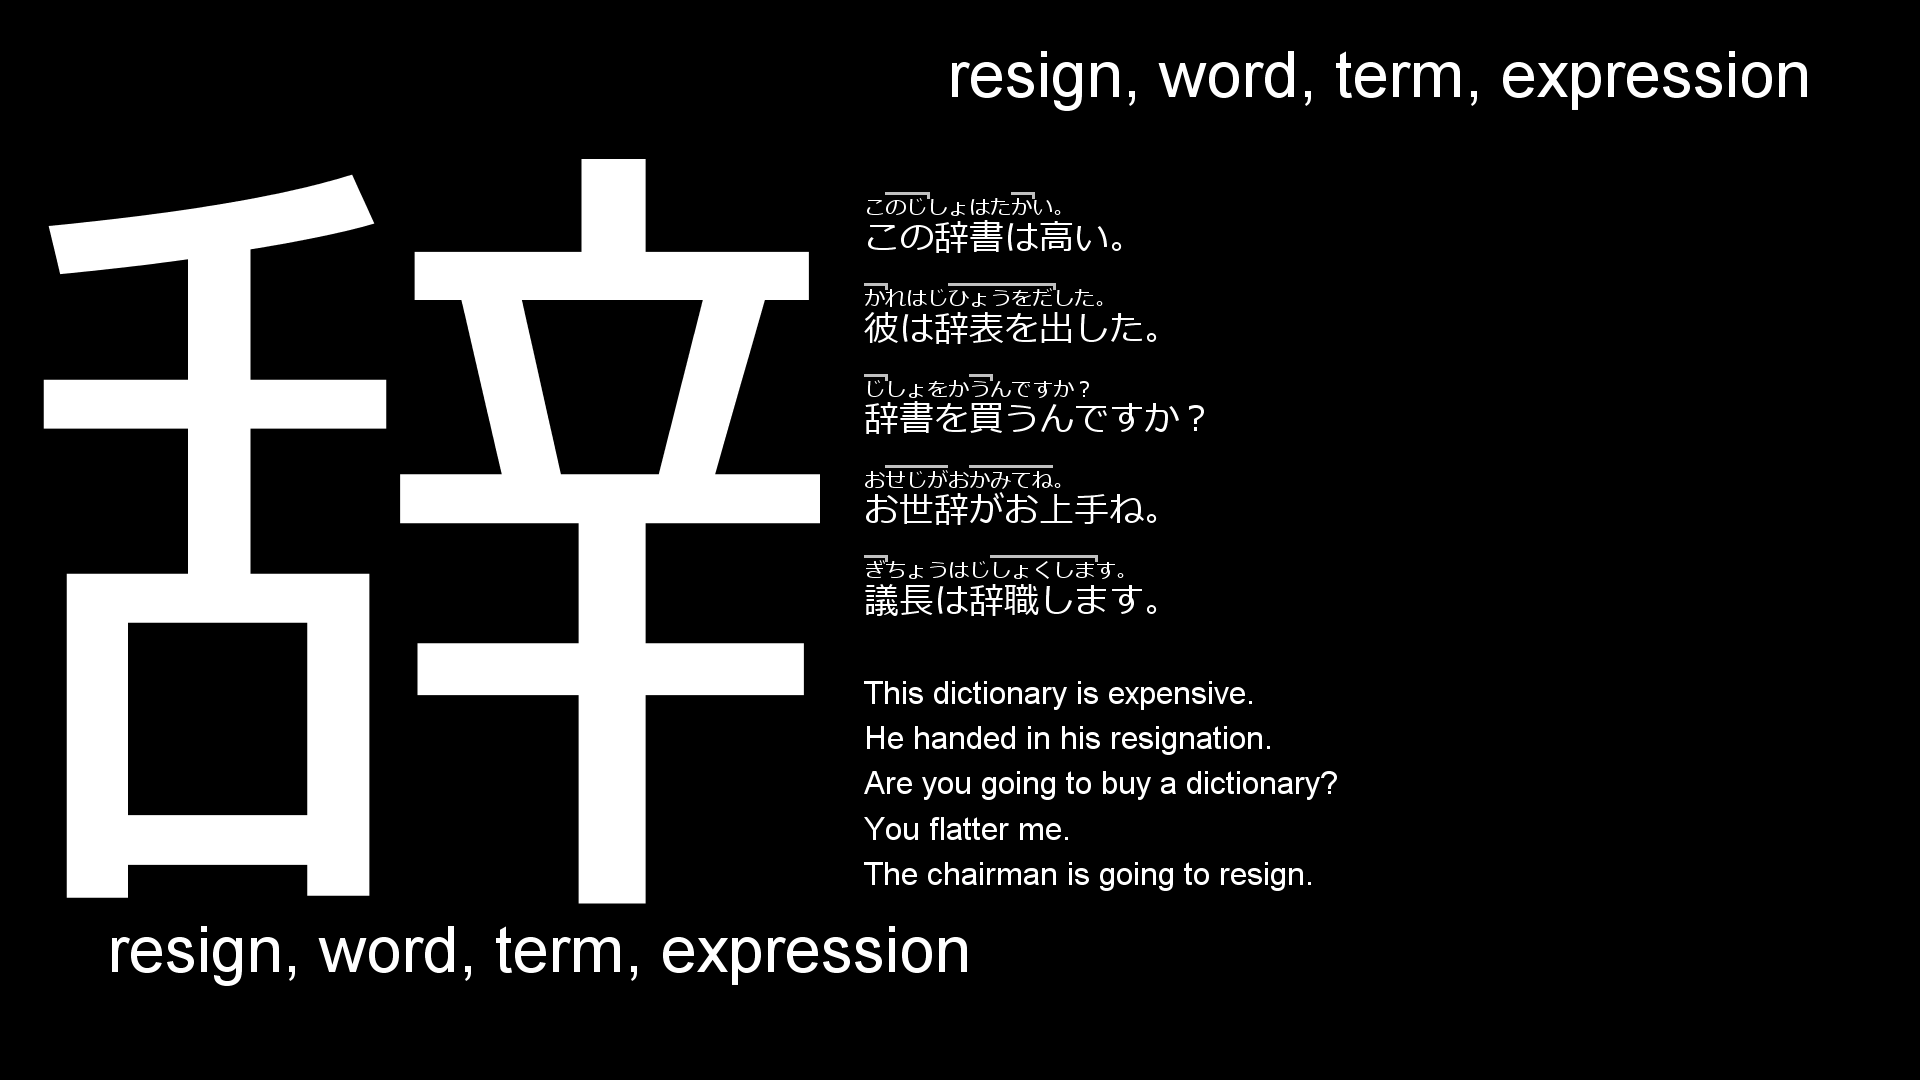 resign, word, term, expression
辞
このじしょはたかい。
この辞書は高い。
かれはじひょうをだした。
彼は辞表を出した。
じしょをかうんですか？
辞書を買うんですか？
おせじがおかみてね。
お世辞がお上手ね。
ぎちょうはじしょくします。
議長は辞職します。
This dictionary is expensive.
He handed in his resignation.
Are you going to buy a dictionary?
You flatter me.
The chairman is going to resign.
resign, word, term, expression